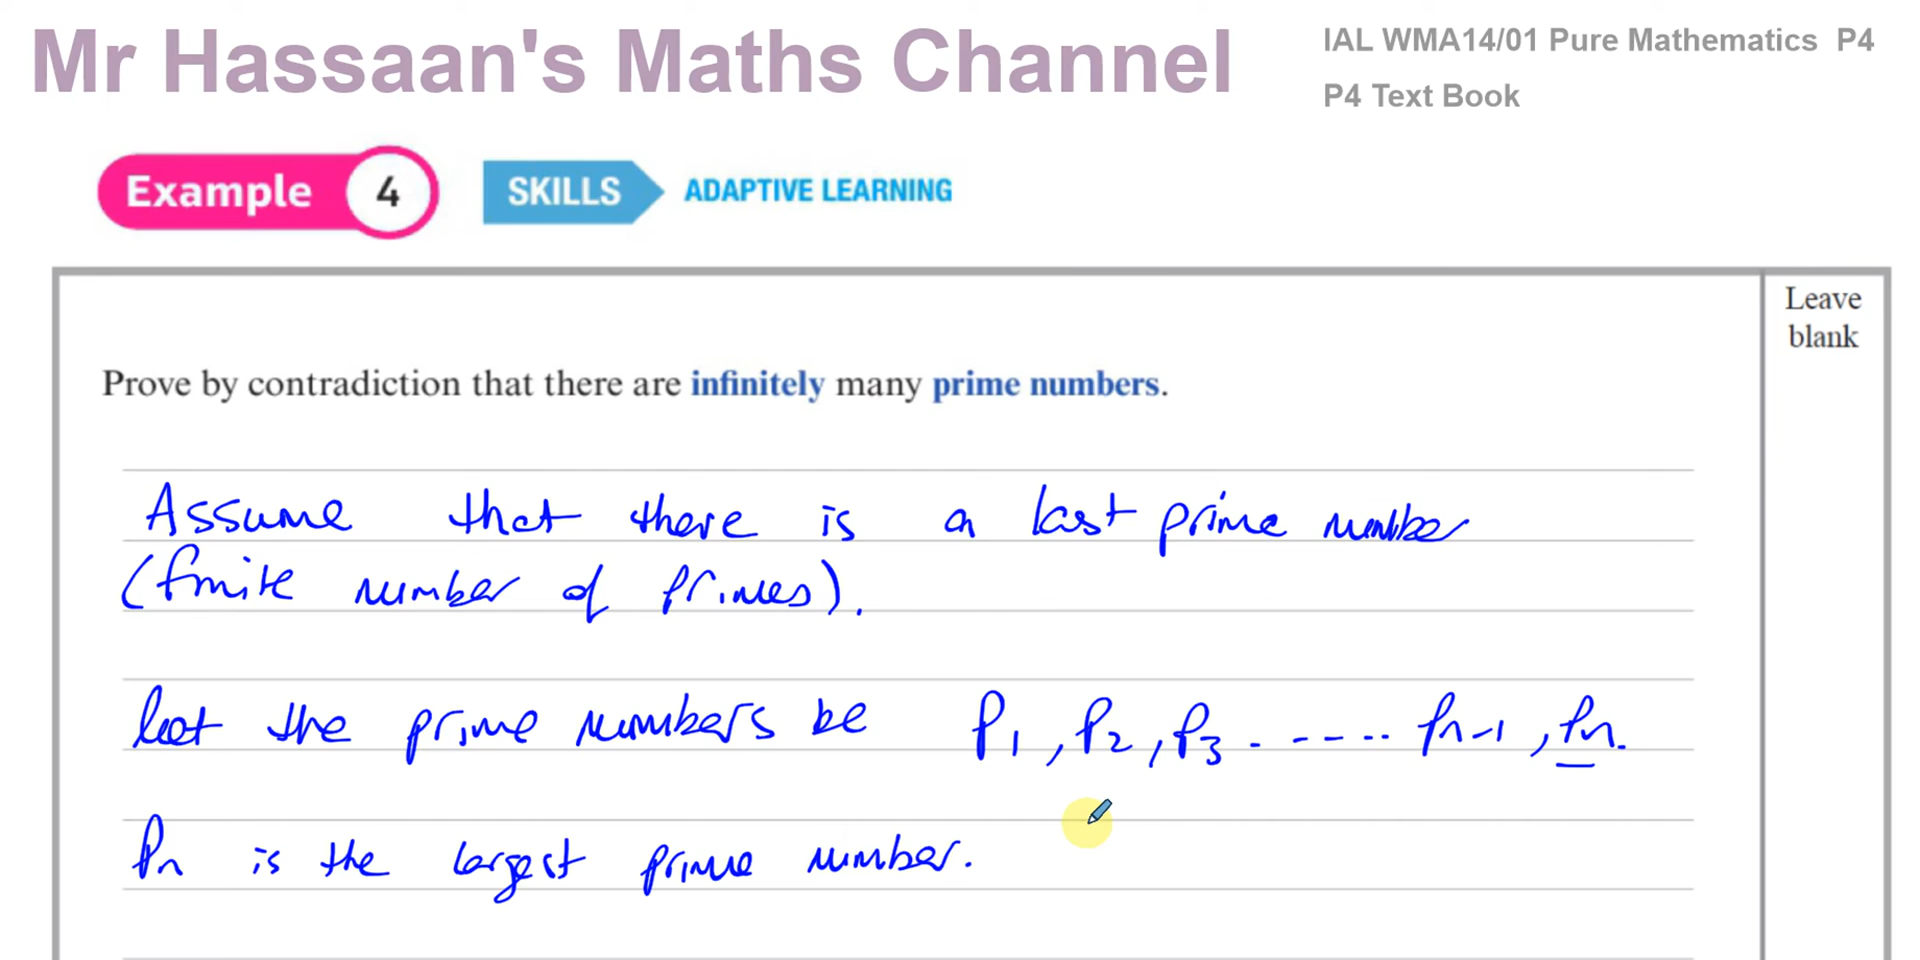 Mr Hassaan's Maths Channel
IAL WMA14/01 Pure Mathematics P4
P4 Text Book
Example 4 SKILLS ADAPTIVE LEARNING
Leave
blank
Prove by contradiction that there are infinitely many prime numbers.
Assume that there is a last prime number
(finite number of primes).
Let the prime numbers be P1, P2, P3 ------- Pn-1, Pn.
Pn is the largest prime number.